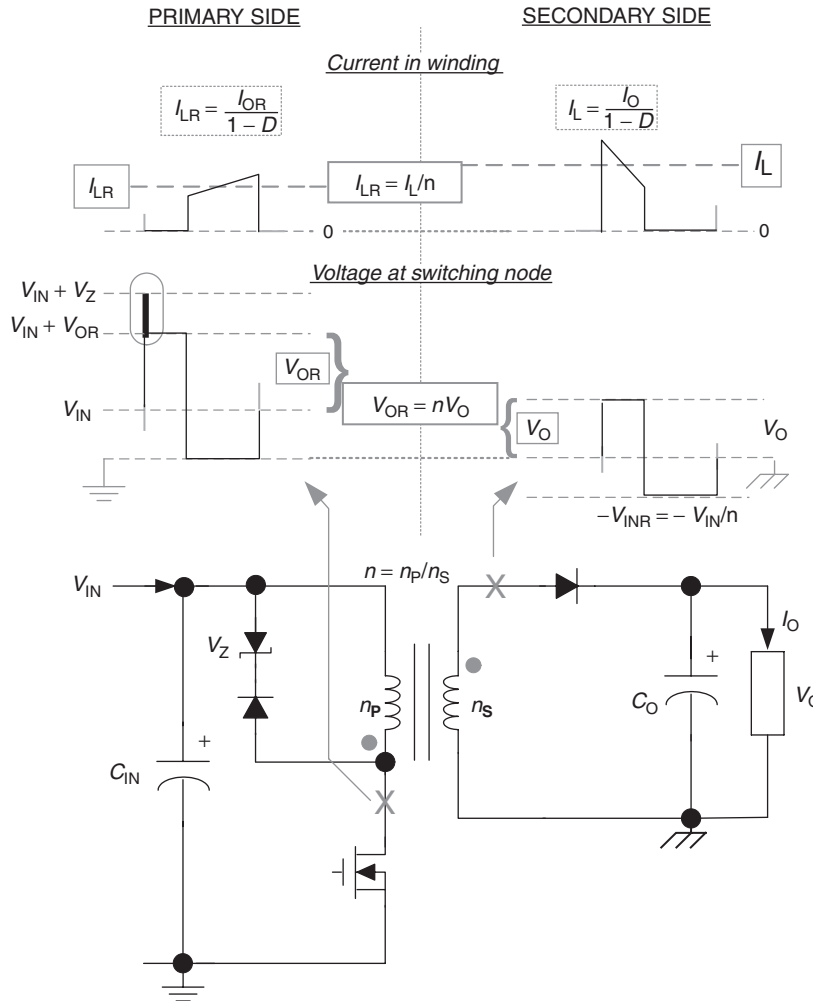 PRIMARY SIDE
SECONDARY SIDE
Current in winding
I_LR = I_OR / (1 – D)
I_L = I_O / (1 – D)
I_LR
I_LR = I_L/n
I_L
0
0
Voltage at switching node
V_IN + V_Z
V_IN + V_OR
V_OR
V_IN
V_OR = nV_O
V_O
V_O
–V_INR = – V_IN/n
V_IN
n = n_P/n_S
I_O
V_Z
+
n_P
n_S
C_O
+
C_IN